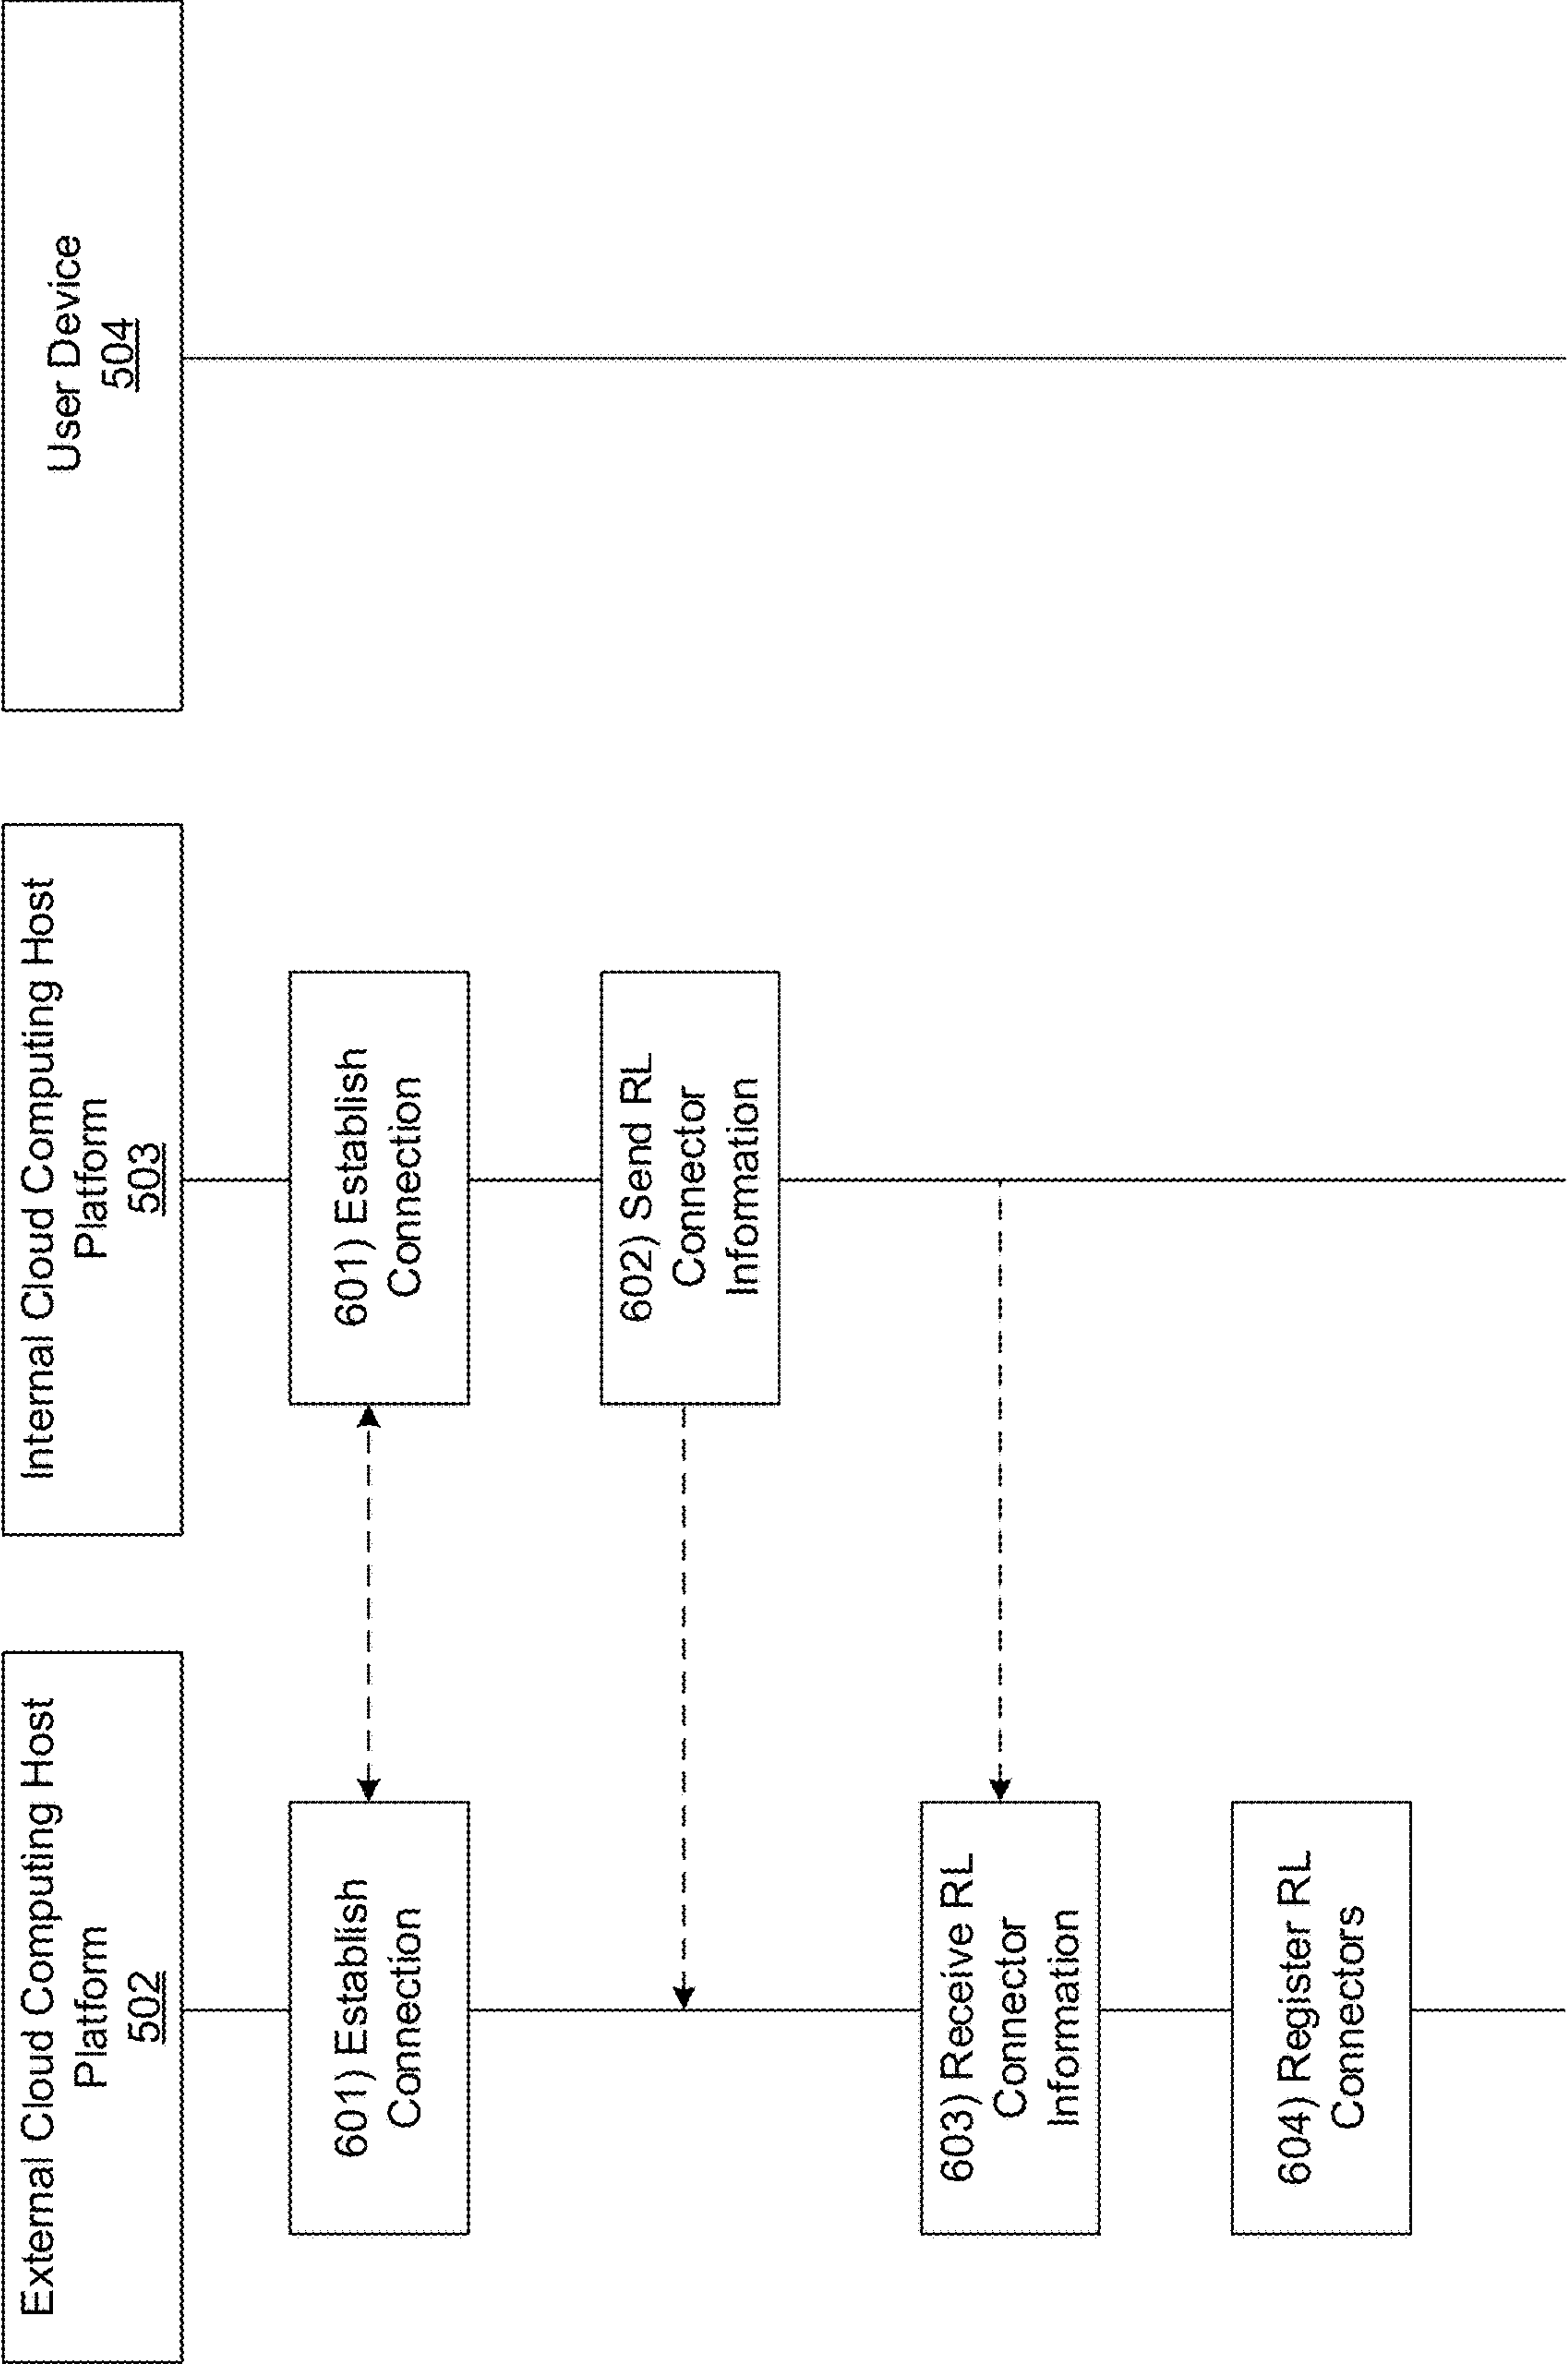 External Cloud Computing Host
Platform
502
Internal Cloud Computing Host
Platform
503
User Device
504
601) Establish
Connection
601) Establish
Connection
602) Send RL
Connector
Information
603) Receive RL
Connector
Information
604) Register RL
Connectors